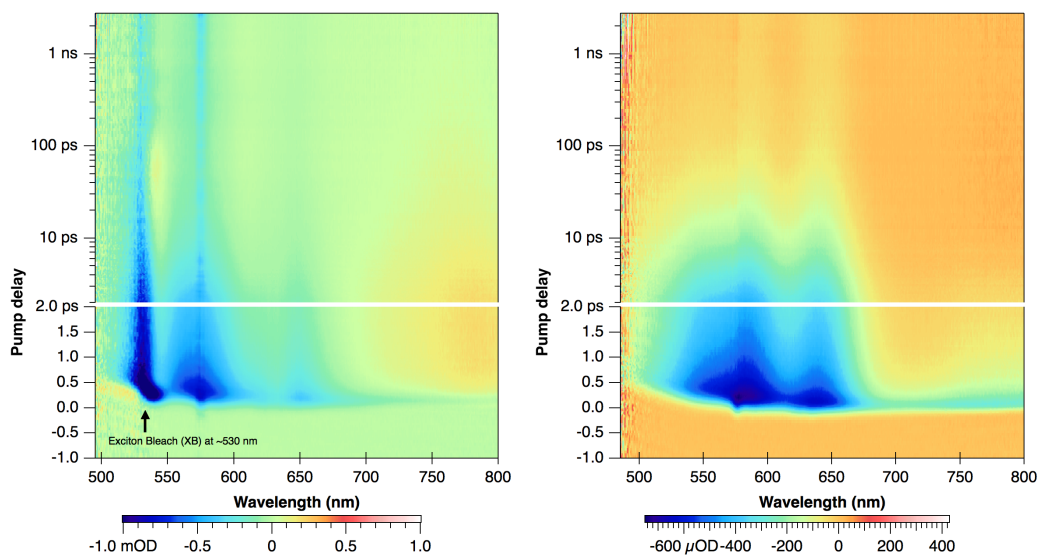 1 ns
100 ps
10 ps
2.0 ps
1.5
1.0
0.5
0.0
-0.5
-1.0
Pump delay
Exciton Bleach (XB) at ~530 nm
500 550 600 650 700 750 800
Wavelength (nm)
-1.0 mOD -0.5 0 0.5 1.0
1 ns
100 ps
10 ps
2.0 ps
1.5
1.0
0.5
0.0
-0.5
-1.0
Pump delay
500 550 600 650 700 750 800
Wavelength (nm)
-600 µOD -400 -200 0 200 400